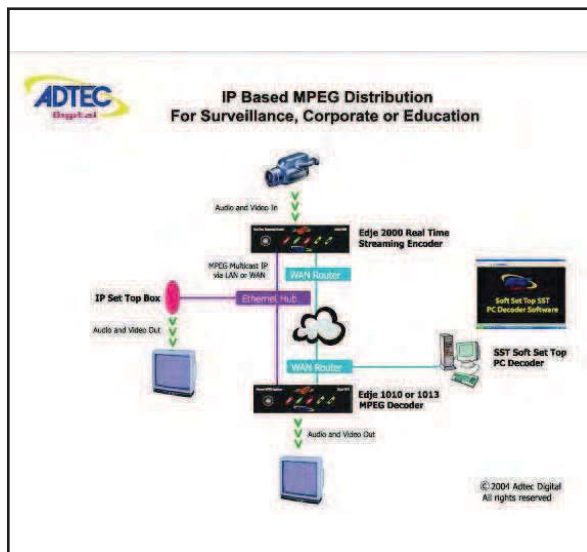 ADTEC
Digital
IP Based MPEG Distribution
For Surveillance, Corporate or Education
Audio and Video In
Edje 2000 Real Time
Streaming Encoder
MPEG Multicast IP
via LAN or WAN
WAN Router
IP Set Top Box
Ethernet Hub
Soft Set Top SST
PC Decoder Software
Audio and Video Out
WAN Router
SST Soft Set Top
PC Decoder
Edje 1010 or 1013
MPEG Decoder
Audio and Video Out
© 2004 Adtec Digital
All rights reserved